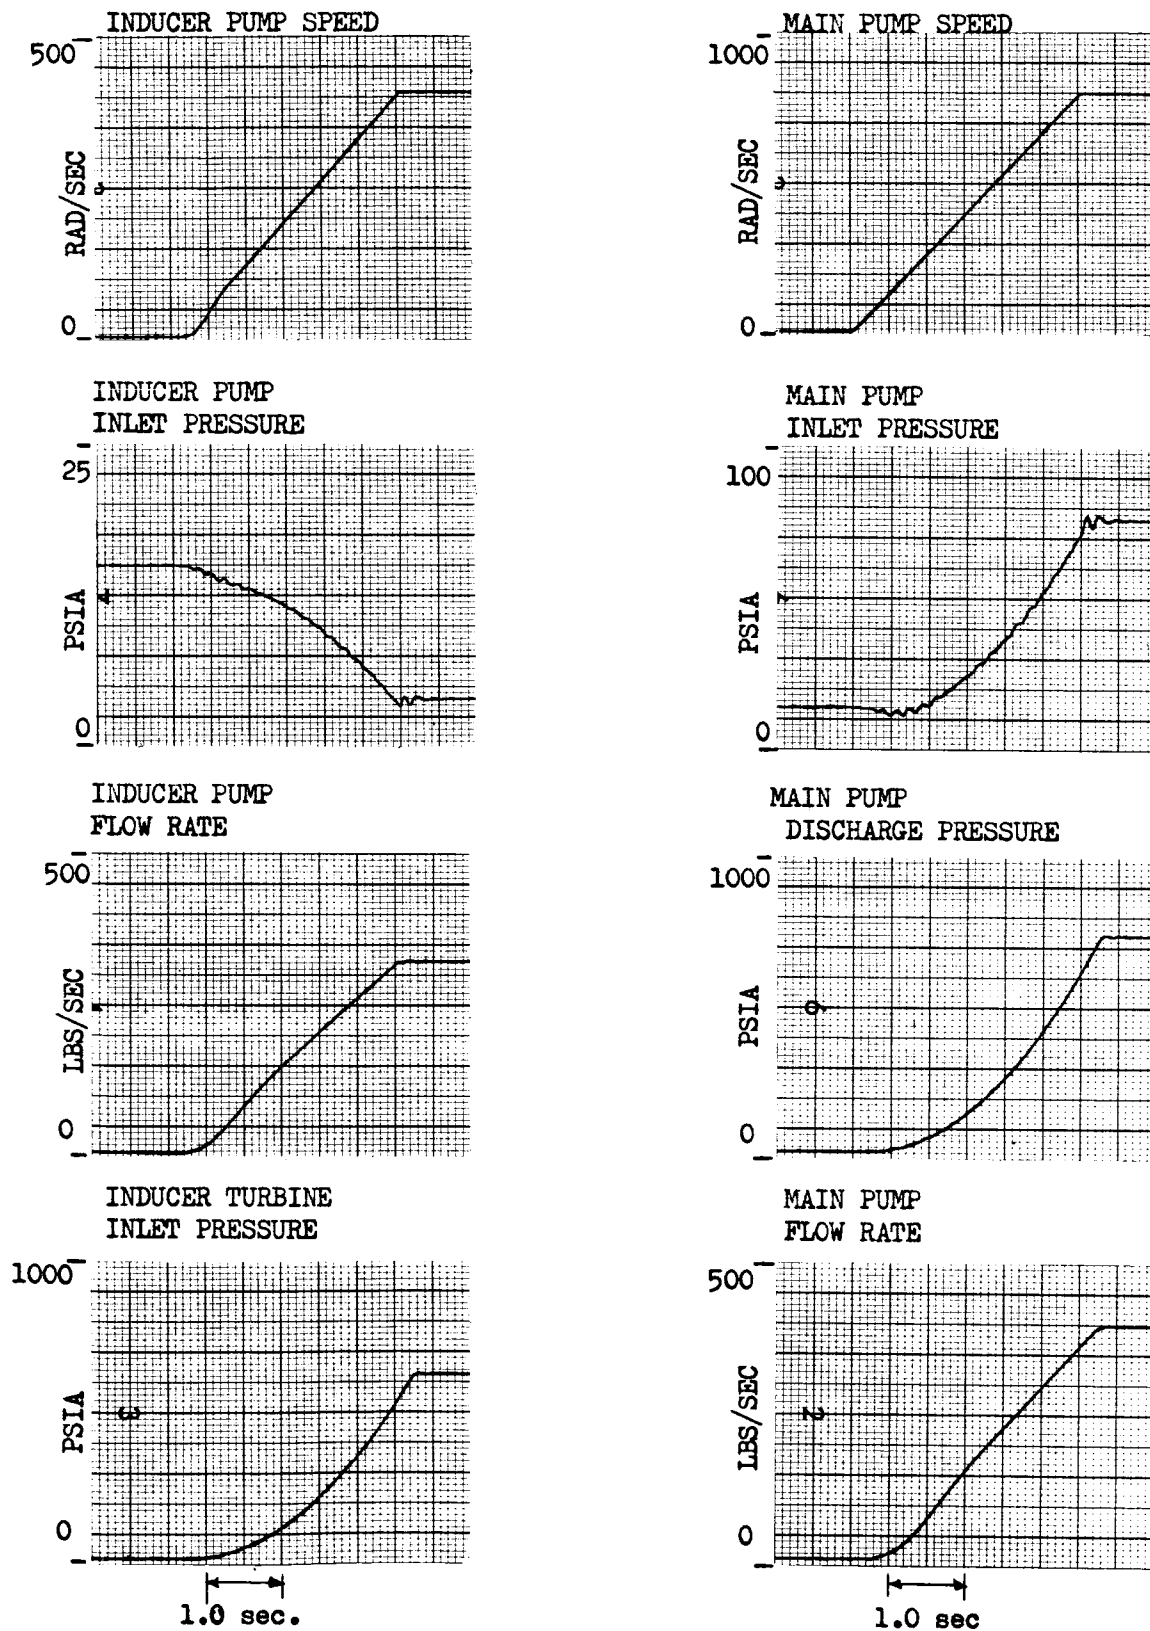 INDUCER PUMP SPEED
500
RAD/SEC
0
INDUCER PUMP
INLET PRESSURE
25
PSIA
0
INDUCER PUMP
FLOW RATE
500
LBS/SEC
0
INDUCER TURBINE
INLET PRESSURE
1000
PSIA
3
0
1.0 sec.
MAIN PUMP SPEED
1000
RAD/SEC
0
MAIN PUMP
INLET PRESSURE
100
PSIA
0
MAIN PUMP
DISCHARGE PRESSURE
1000
PSIA
0
MAIN PUMP
FLOW RATE
500
LBS/SEC
2
0
1.0 sec